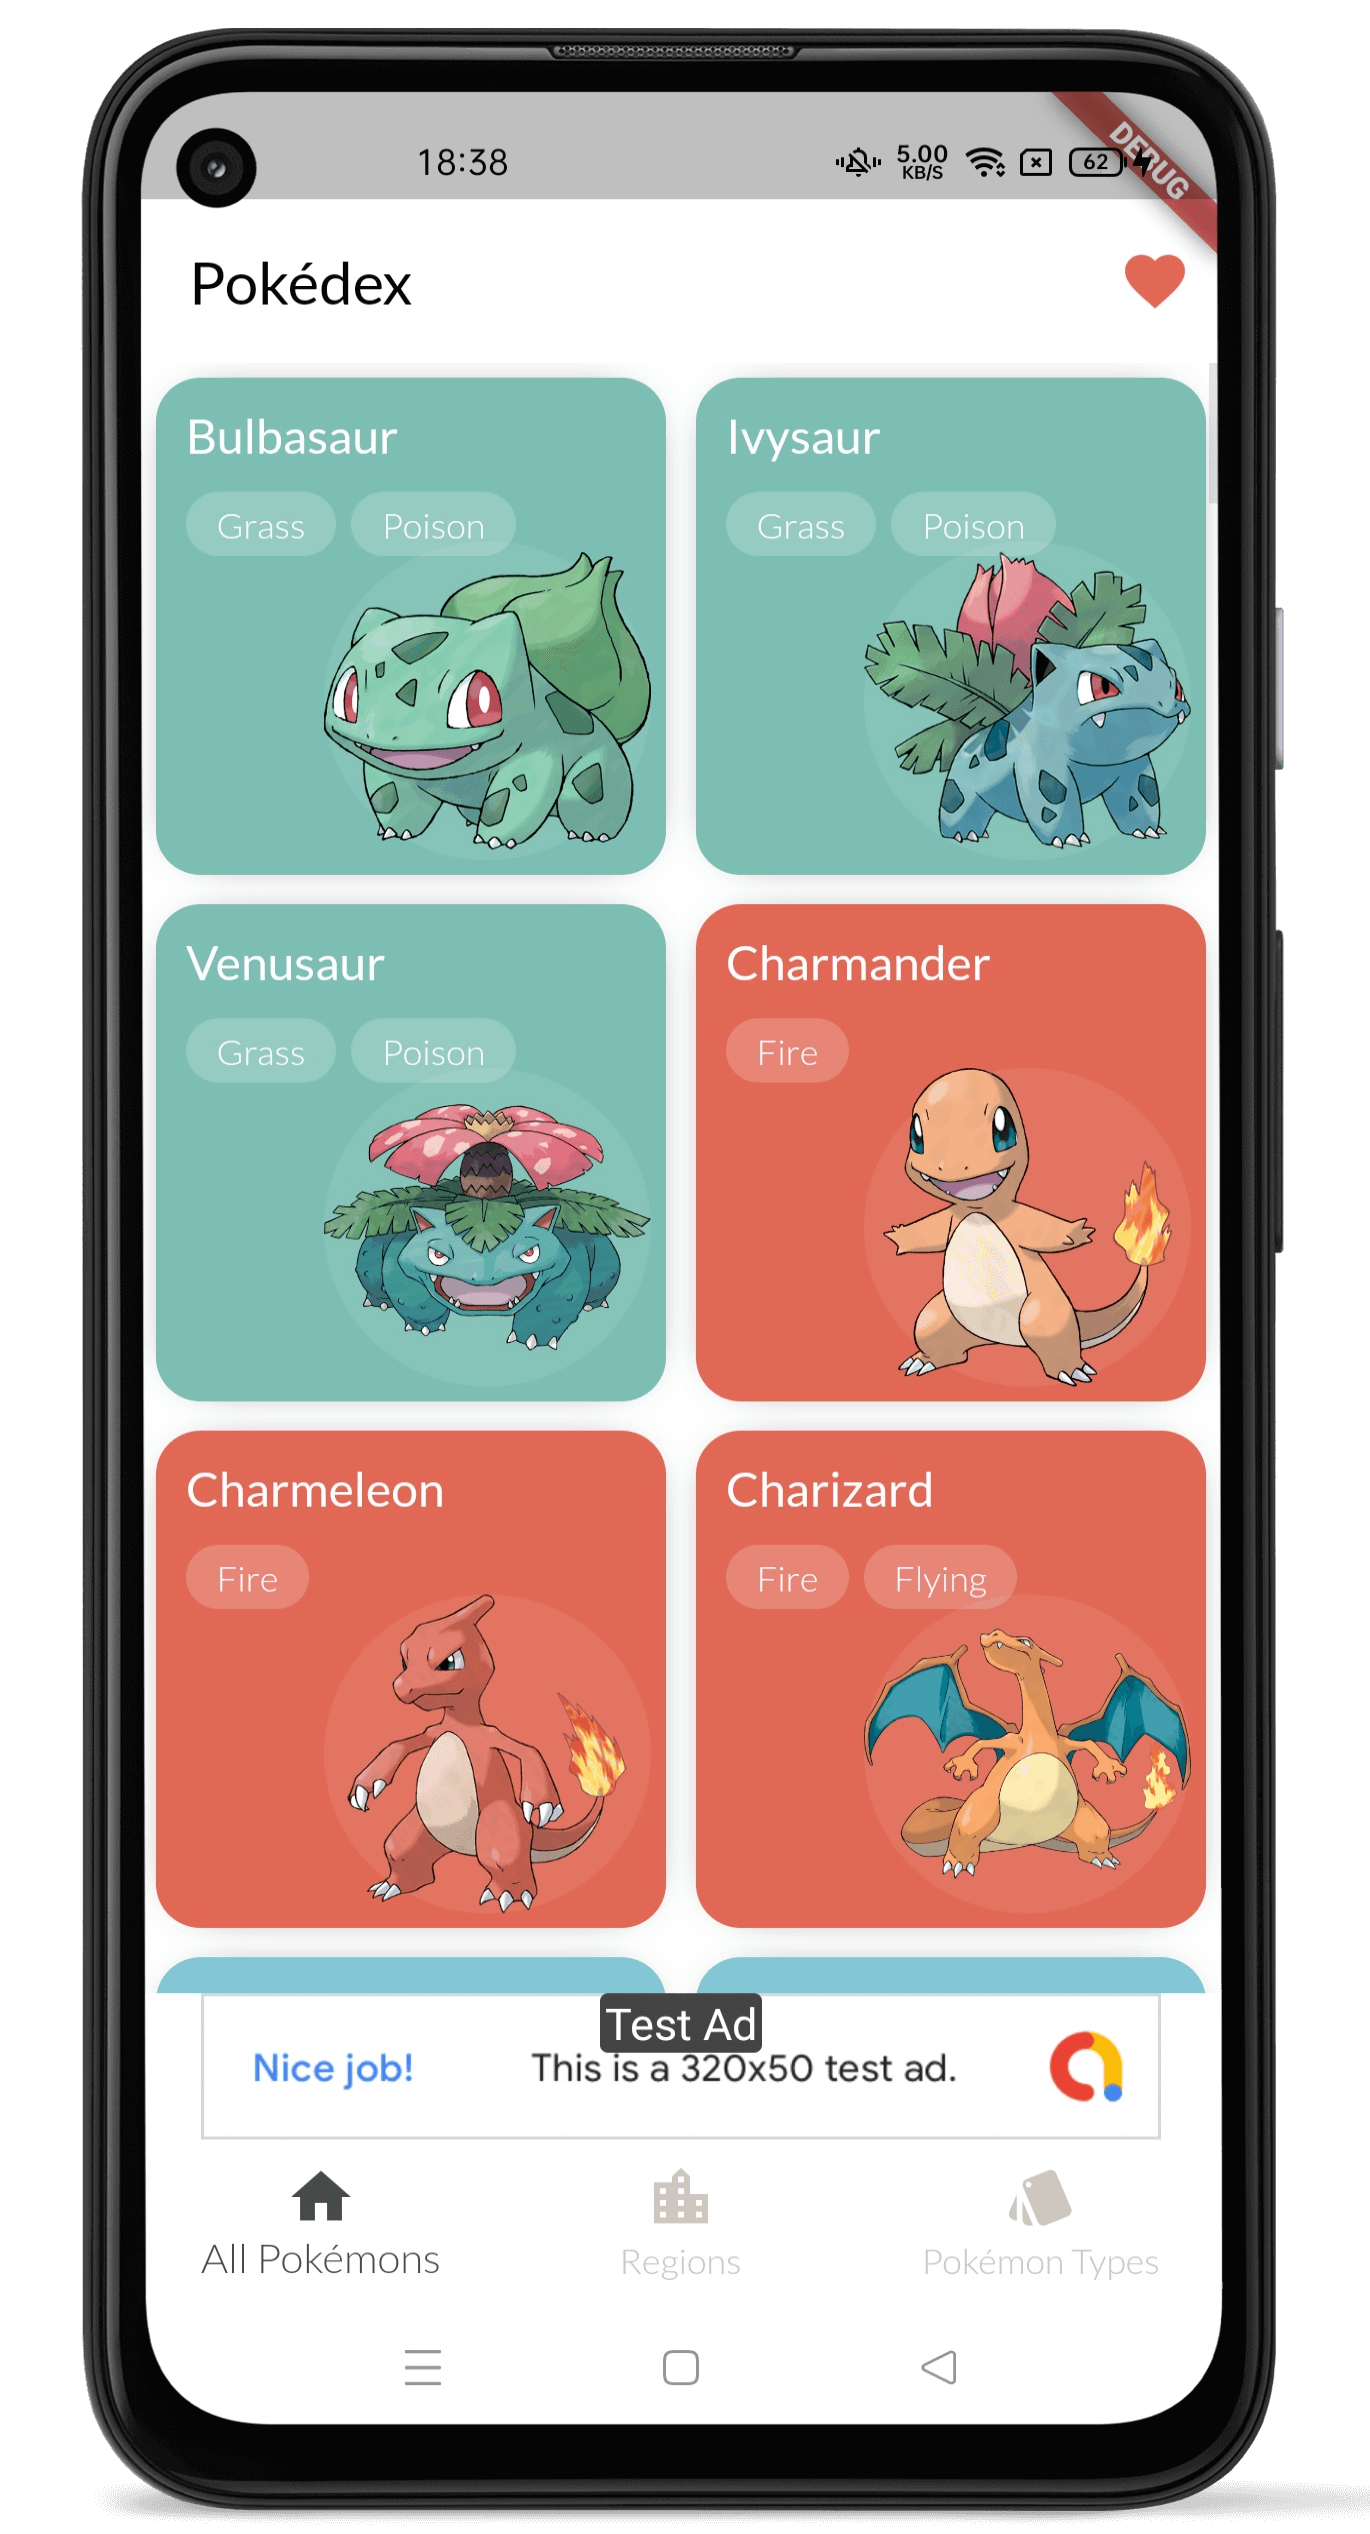 18:38
5.00
KB/S
62
DEBUG
Pokédex
Bulbasaur
Grass Poison
Ivysaur
Grass Poison
Venusaur
Grass Poison
Charmander
Fire
Charmeleon
Fire
Charizard
Fire Flying
Test Ad
Nice job!
This is a 320x50 test ad.
All Pokémons
Regions
Pokémon Types